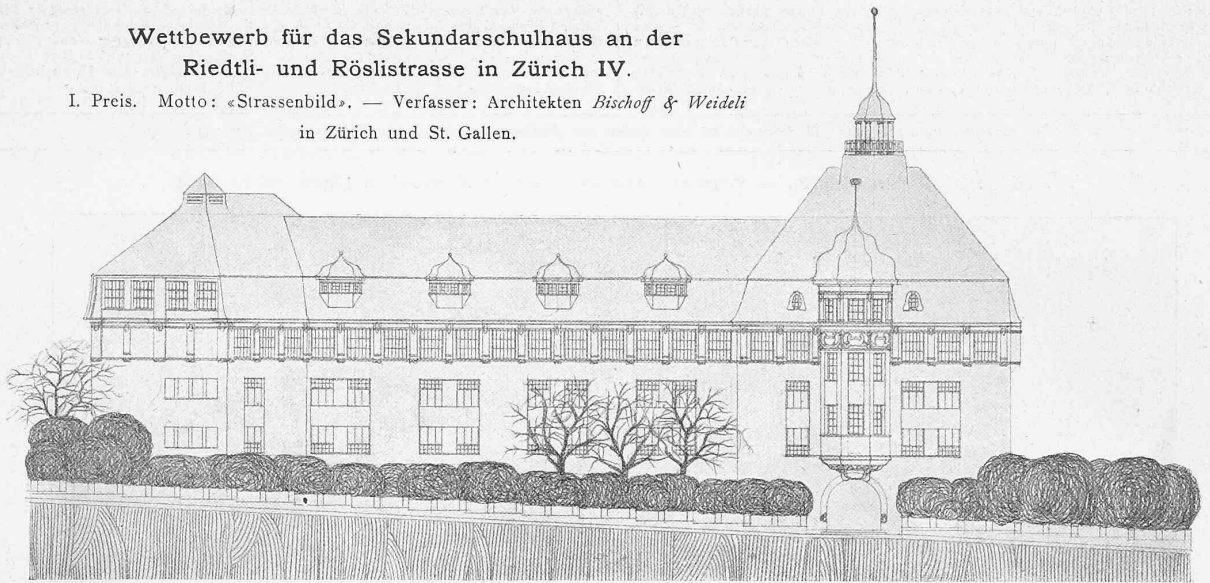 Wettbewerb für das Sekundarschulhaus an der
Riedtli- und Röslistrasse in Zürich IV.
I. Preis. Motto: «Strassenbild». — Verfasser: Architekten Bischoff & Weideli
in Zürich und St. Gallen.